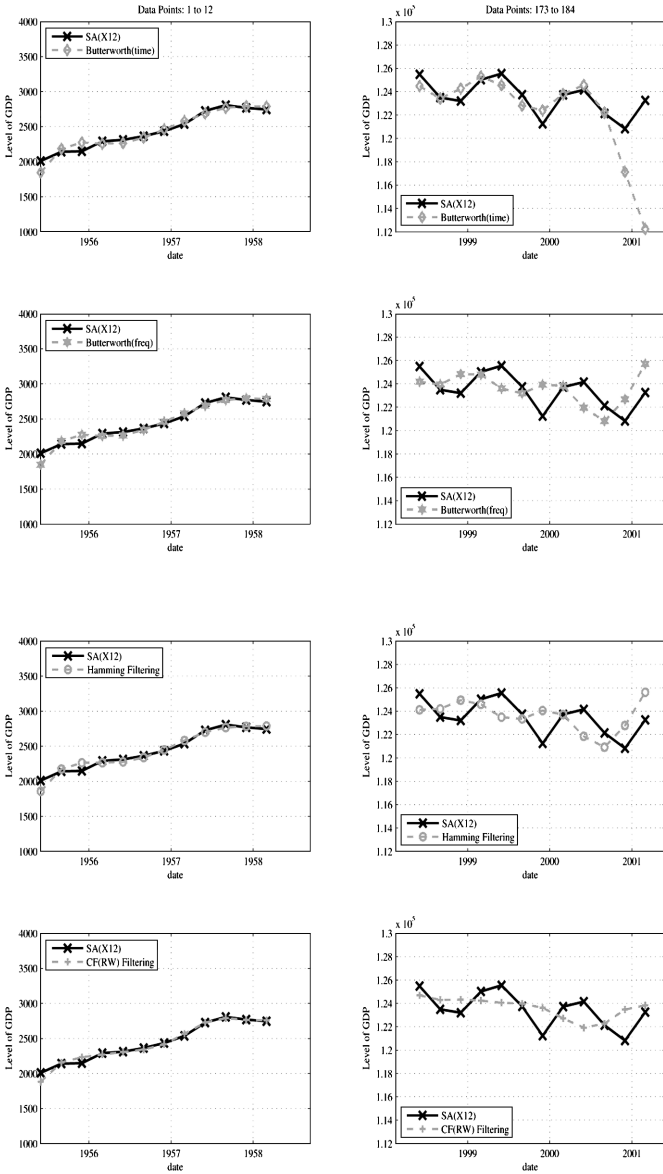 Data Points: 1 to 12
4000
3500
3000
2500
2000
1500
1000
Level of GDP
SA(X12)
Butterworth(time)
1956
1957
1958
date
Data Points: 173 to 184
x 10^5
1.3
1.28
1.26
1.24
1.22
1.2
1.18
1.16
1.14
1.12
Level of GDP
SA(X12)
Butterworth(time)
1999
2000
2001
date
4000
3500
3000
2500
2000
1500
1000
Level of GDP
SA(X12)
Butterworth(freq)
1956
1957
1958
date
x 10^5
1.3
1.28
1.26
1.24
1.22
1.2
1.18
1.16
1.14
1.12
Level of GDP
SA(X12)
Butterworth(freq)
1999
2000
2001
date
4000
3500
3000
2500
2000
1500
1000
Level of GDP
SA(X12)
Hamming Filtering
1956
1957
1958
date
x 10^5
1.3
1.28
1.26
1.24
1.22
1.2
1.18
1.16
1.14
1.12
Level of GDP
SA(X12)
Hamming Filtering
1999
2000
2001
date
4000
3500
3000
2500
2000
1500
1000
Level of GDP
SA(X12)
CF(RW) Filtering
1956
1957
1958
date
x 10^5
1.3
1.28
1.26
1.24
1.22
1.2
1.18
1.16
1.14
1.12
Level of GDP
SA(X12)
CF(RW) Filtering
1999
2000
2001
date